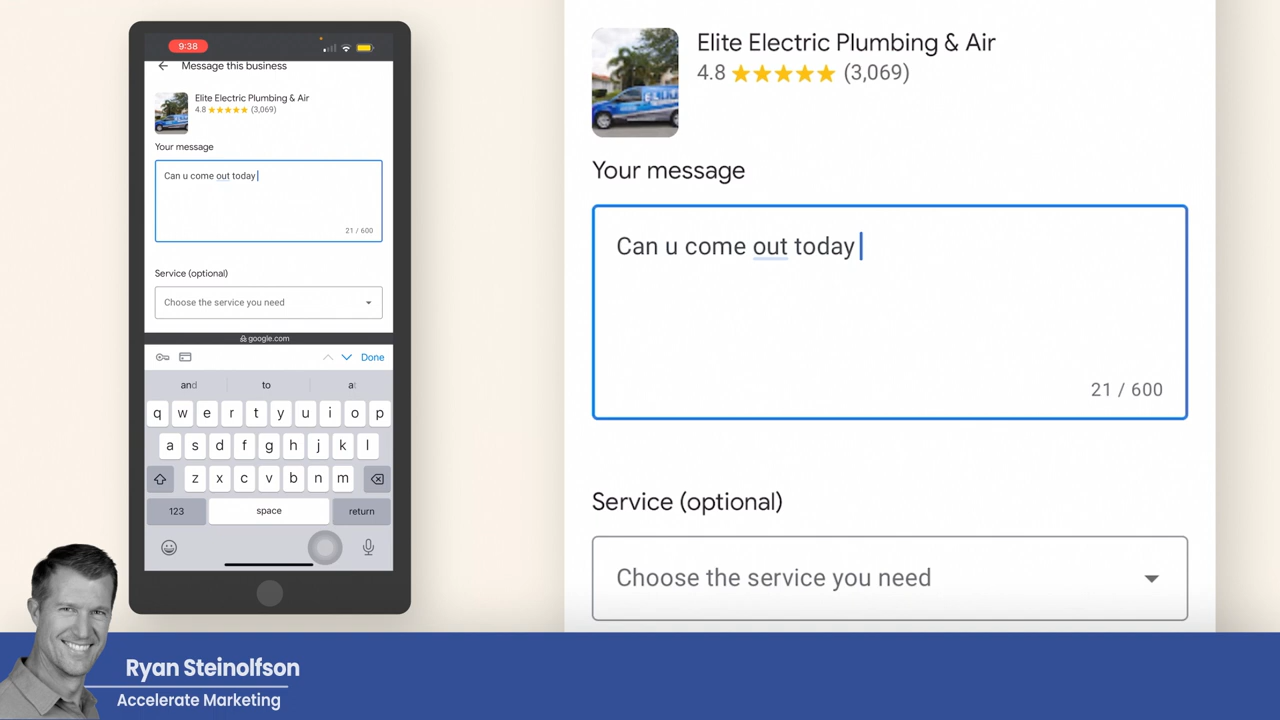 9:38
Message this business
Elite Electric Plumbing & Air
4.8 (3,069)
Your message
Can u come out today
21 / 600
Service (optional)
Choose the service you need
google.com
Done
and to at
q w e r t y u i o p
a s d f g h j k l
z x c v b n m
123 space return
Elite Electric Plumbing & Air
4.8 (3,069)
Your message
Can u come out today
21 / 600
Service (optional)
Choose the service you need
Ryan Steinolfson
Accelerate Marketing